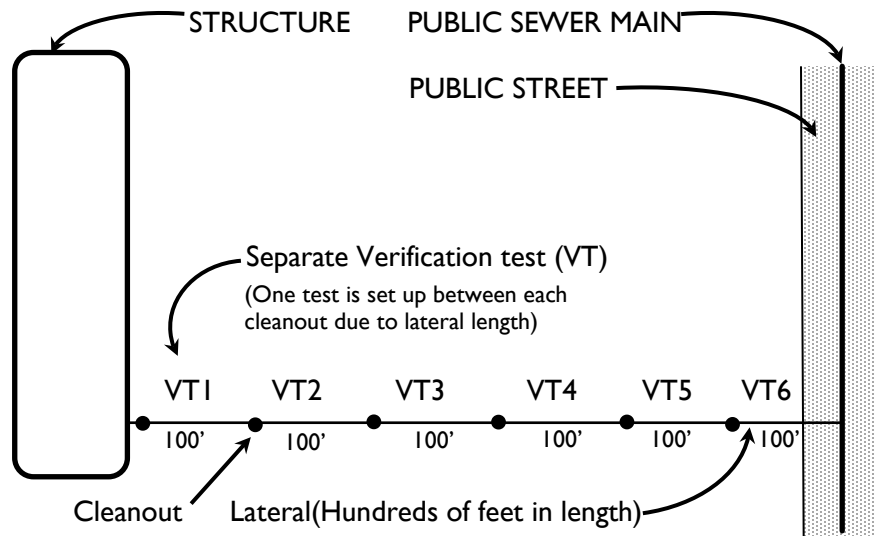 STRUCTURE
PUBLIC SEWER MAIN
PUBLIC STREET
Separate Verification test (VT)
(One test is set up between each
cleanout due to lateral length)
VT1 VT2 VT3 VT4 VT5 VT6
100’ 100’ 100’ 100’ 100’ 100’
Cleanout
Lateral(Hundreds of feet in length)